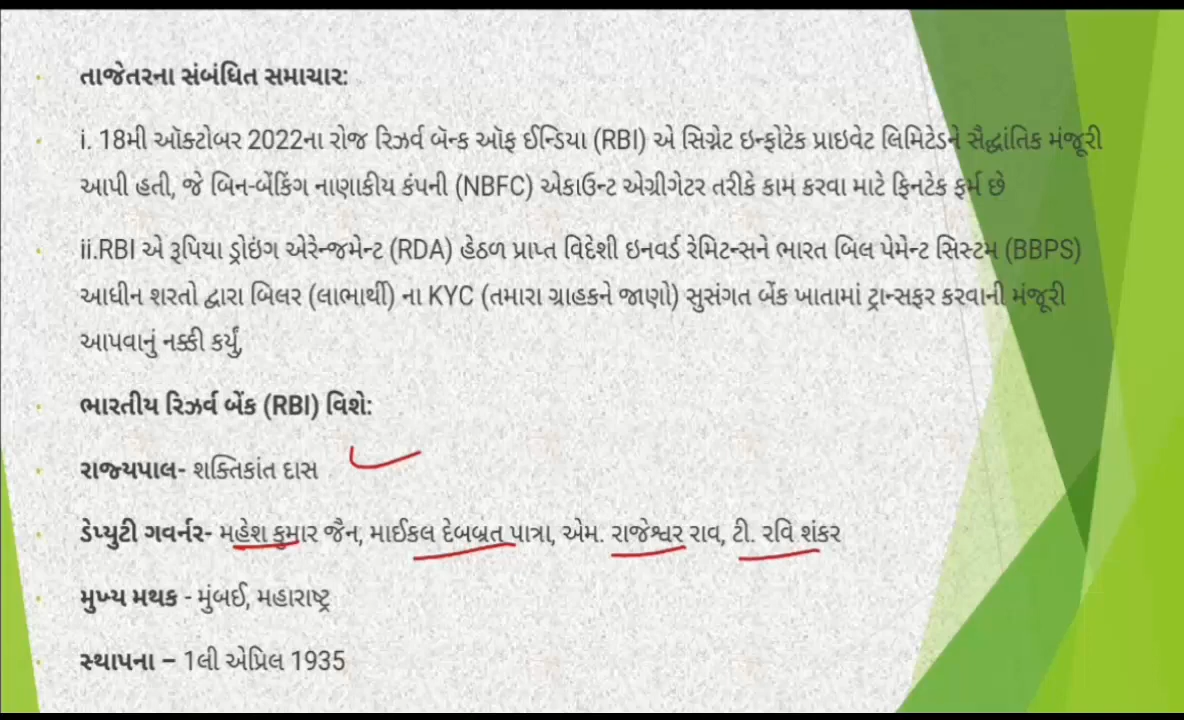 તાજેતરના સંબંધિત સમાચાર:
i. 18મી ઑક્ટોબર 2022ના રોજ રિઝર્વ બૅન્ક ઑફ ઈન્ડિયા (RBI) એ સિગ્નેટ ઇન્ફોટેક પ્રાઇવેટ લિમિટેડને સૈદ્ધાંતિક મંજૂરી
આપી હતી, જે બિન-બેંકિંગ નાણાકીય કંપની (NBFC) એકાઉન્ટ એગ્રીગેટર તરીકે કામ કરવા માટે ફિનટેક ફર્મ છે
ii.RBI એ રૂપિયા ડ્રોઇંગ એરેન્જમેન્ટ (RDA) હેઠળ પ્રાપ્ત વિદેશી ઇનવર્ડ રેમિટન્સને ભારત બિલ પેમેન્ટ સિસ્ટમ (BBPS)
આધીન શરતો દ્વારા બિલર (લાભાર્થી) ના KYC (તમારા ગ્રાહકને જાણો) સુસંગત બેંક ખાતામાં ટ્રાન્સફર કરવાની મંજૂરી
આપવાનું નક્કી કર્યું,
ભારતીય રિઝર્વ બેંક (RBI) વિશે:
રાજ્યપાલ- શક્તિકાંત દાસ
ડેપ્યુટી ગવર્નર- મહેશ કુમાર જૈન, માઈકલ દેબબ્રત પાત્રા, એમ. રાજેશ્વર રાવ, ટી. રવિ શંકર
મુખ્ય મથક - મુંબઈ, મહારાષ્ટ્ર
સ્થાપના – 1લી એપ્રિલ 1935